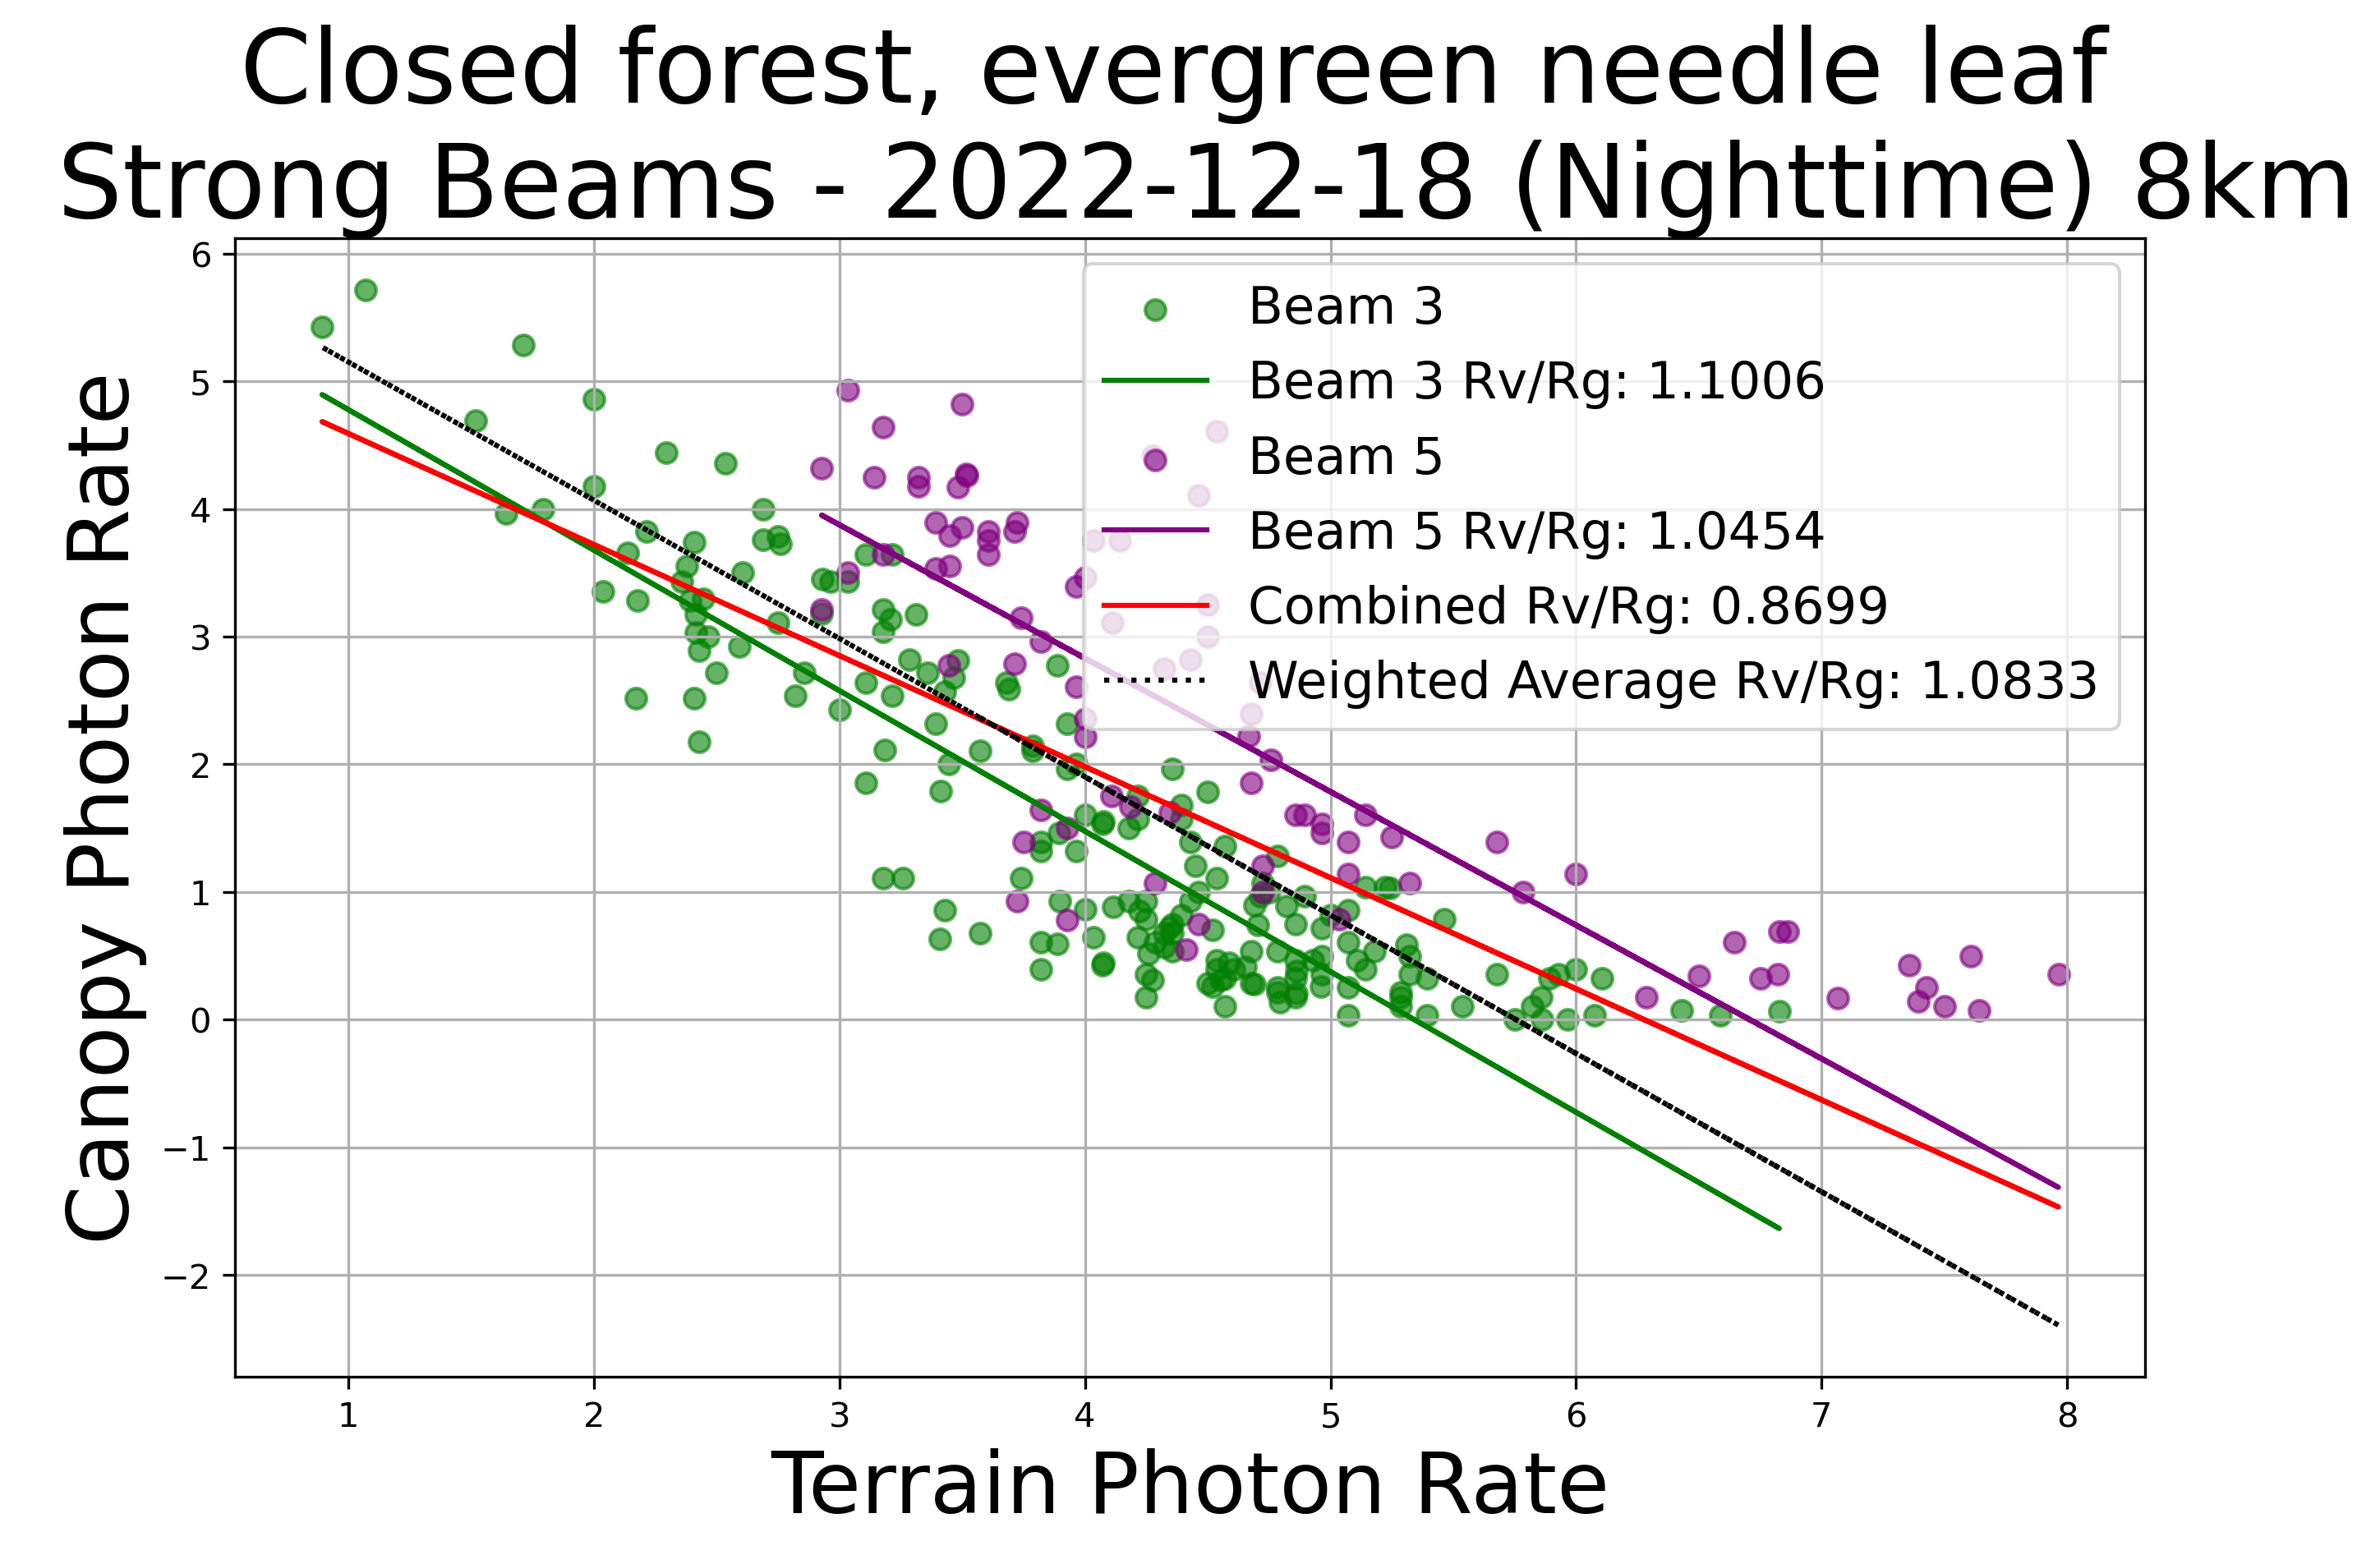 Closed forest, evergreen needle leaf
Strong Beams - 2022-12-18 (Nighttime) 8km
Canopy Photon Rate
6
5
4
3
2
1
0
−1
−2
Beam 3
Beam 3 Rv/Rg: 1.1006
Beam 5
Beam 5 Rv/Rg: 1.0454
Combined Rv/Rg: 0.8699
Weighted Average Rv/Rg: 1.0833
1 2 3 4 5 6 7 8
Terrain Photon Rate